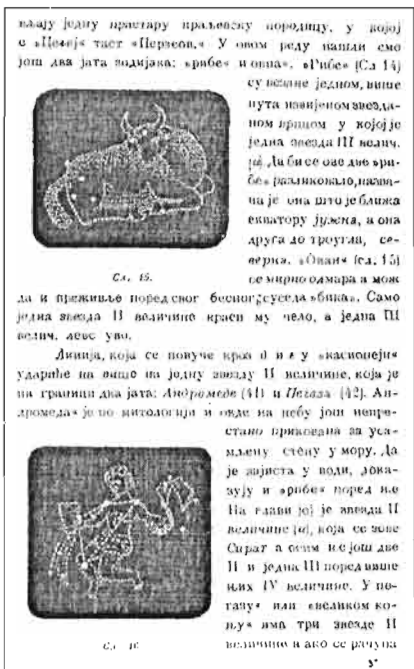 вљају једну прастару краљевску породицу, у којој
је »Цефеј« таст »Персеов.« У овом реду нашли смо
још два јата зодијака: »рибе« и овна«. »Рибе« (Сл 14)
су везане једном, више
пута извијеном звезда-
ном врпцом у којој је
једна звезда III велич.
[α] Да би се ове две »ри-
бе« разликовало, назва-
на је она што је ближа
екватору јужна, а она
друга до троугла, се-
верна. »Ован« (сл. 15)
се мирно одмара а мож
Сл. 15.
да и преживље поред свог бесног суседа »бика«. Само
једна звезда II величине краси му чело, а једна III
велич. лево уво.
Линија, која се повуче кроз и у »касиопеји«
удариће на више на једну звезду II величине, која је
на граници два јата: Андромеде (41) и Пегаза (42). Ан-
дромеда« је по митологији и овде на небу још непре-
стано прикована за уса-
мљену стену у мору. Да
је заиста у води, дока-
зују и »рибе« поред ње
На глави јој је звезда II
величине [α], која се зове
Сират а осим ње још две
II и једна III поред више
њих IV величине. У пе-
газу« или »великом ко-
њу« има три звезде II
величине а ако се рачуна
Сл 16
3*